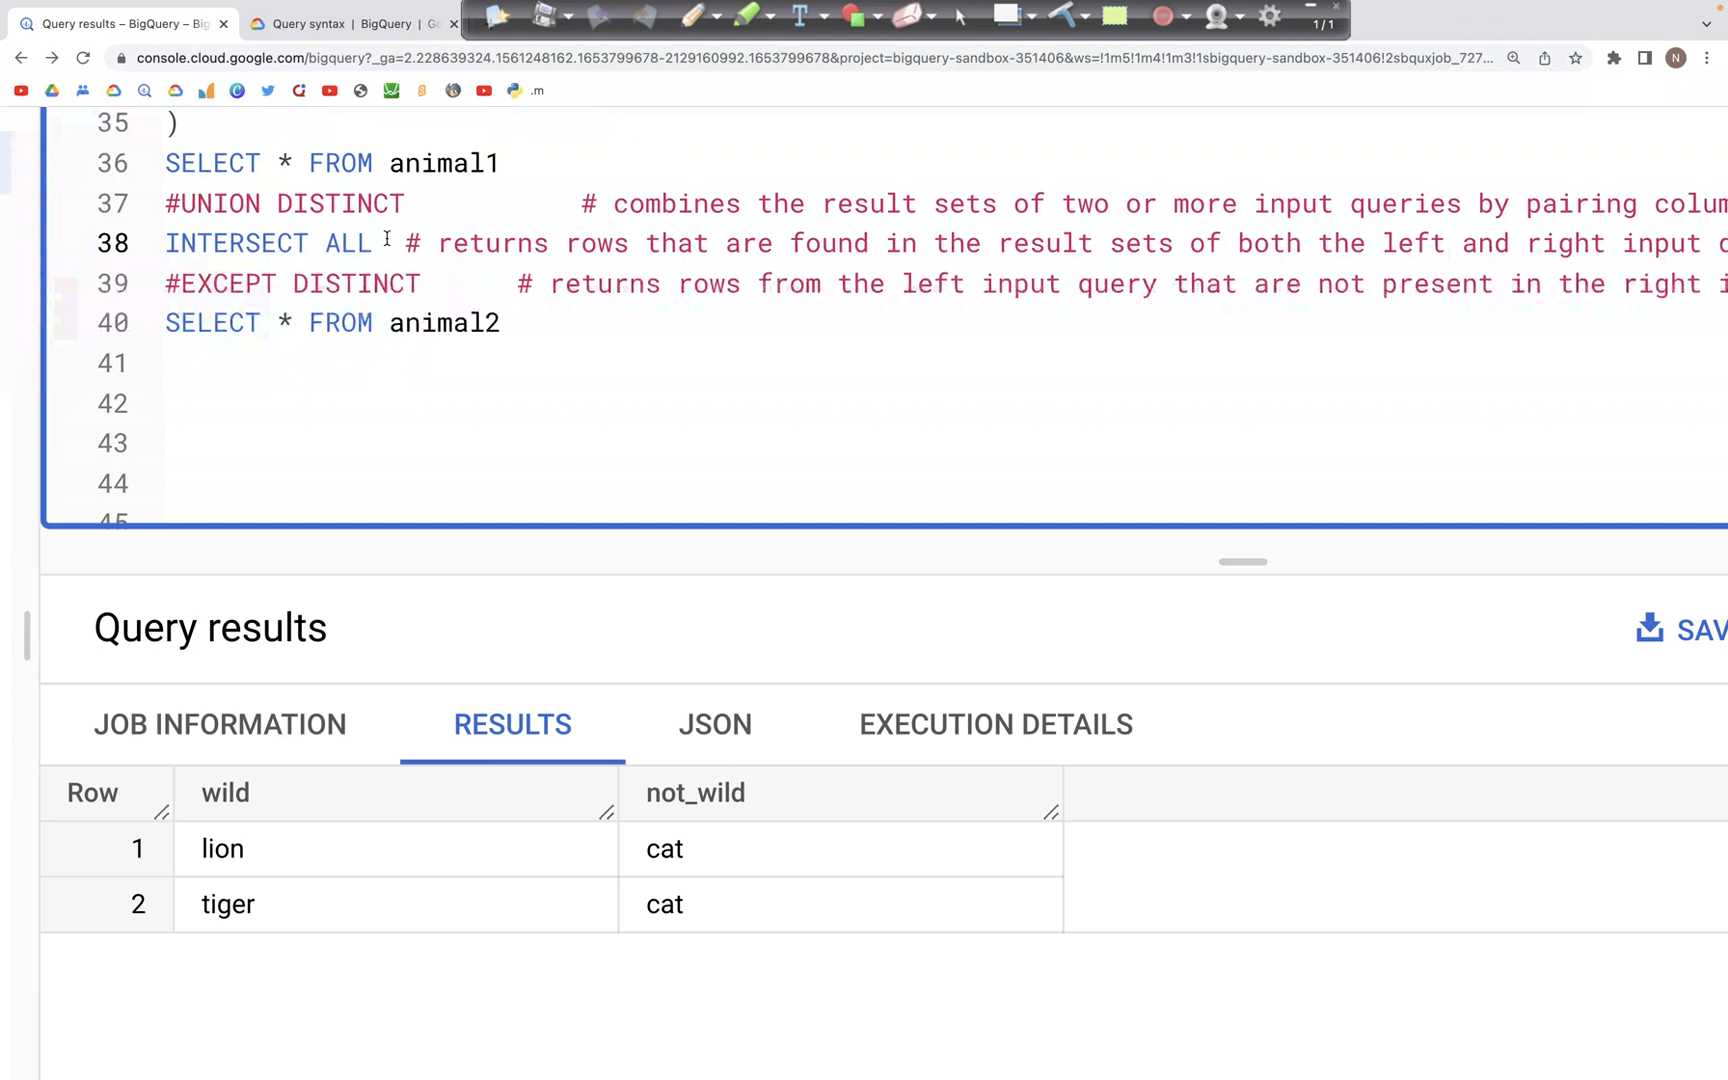 Query results – BigQuery – Big
Query syntax | BigQuery | Go
1/1
console.cloud.google.com/bigquery?_ga=2.228639324.1561248162.1653799678-2129160992.1653799678&project=bigquery-sandbox-351406&ws=!1m5!1m4!1m3!1sbigquery-sandbox-351406!2sbquxjob_727...
N
.m
35 )
36 SELECT * FROM animal1
37 #UNION DISTINCT # combines the result sets of two or more input queries by pairing colum
38 INTERSECT ALL # returns rows that are found in the result sets of both the left and right input q
39 #EXCEPT DISTINCT # returns rows from the left input query that are not present in the right i
40 SELECT * FROM animal2
41
42
43
44
45
Query results
SAV
JOB INFORMATION RESULTS JSON EXECUTION DETAILS
Row wild not_wild
1 lion cat
2 tiger cat